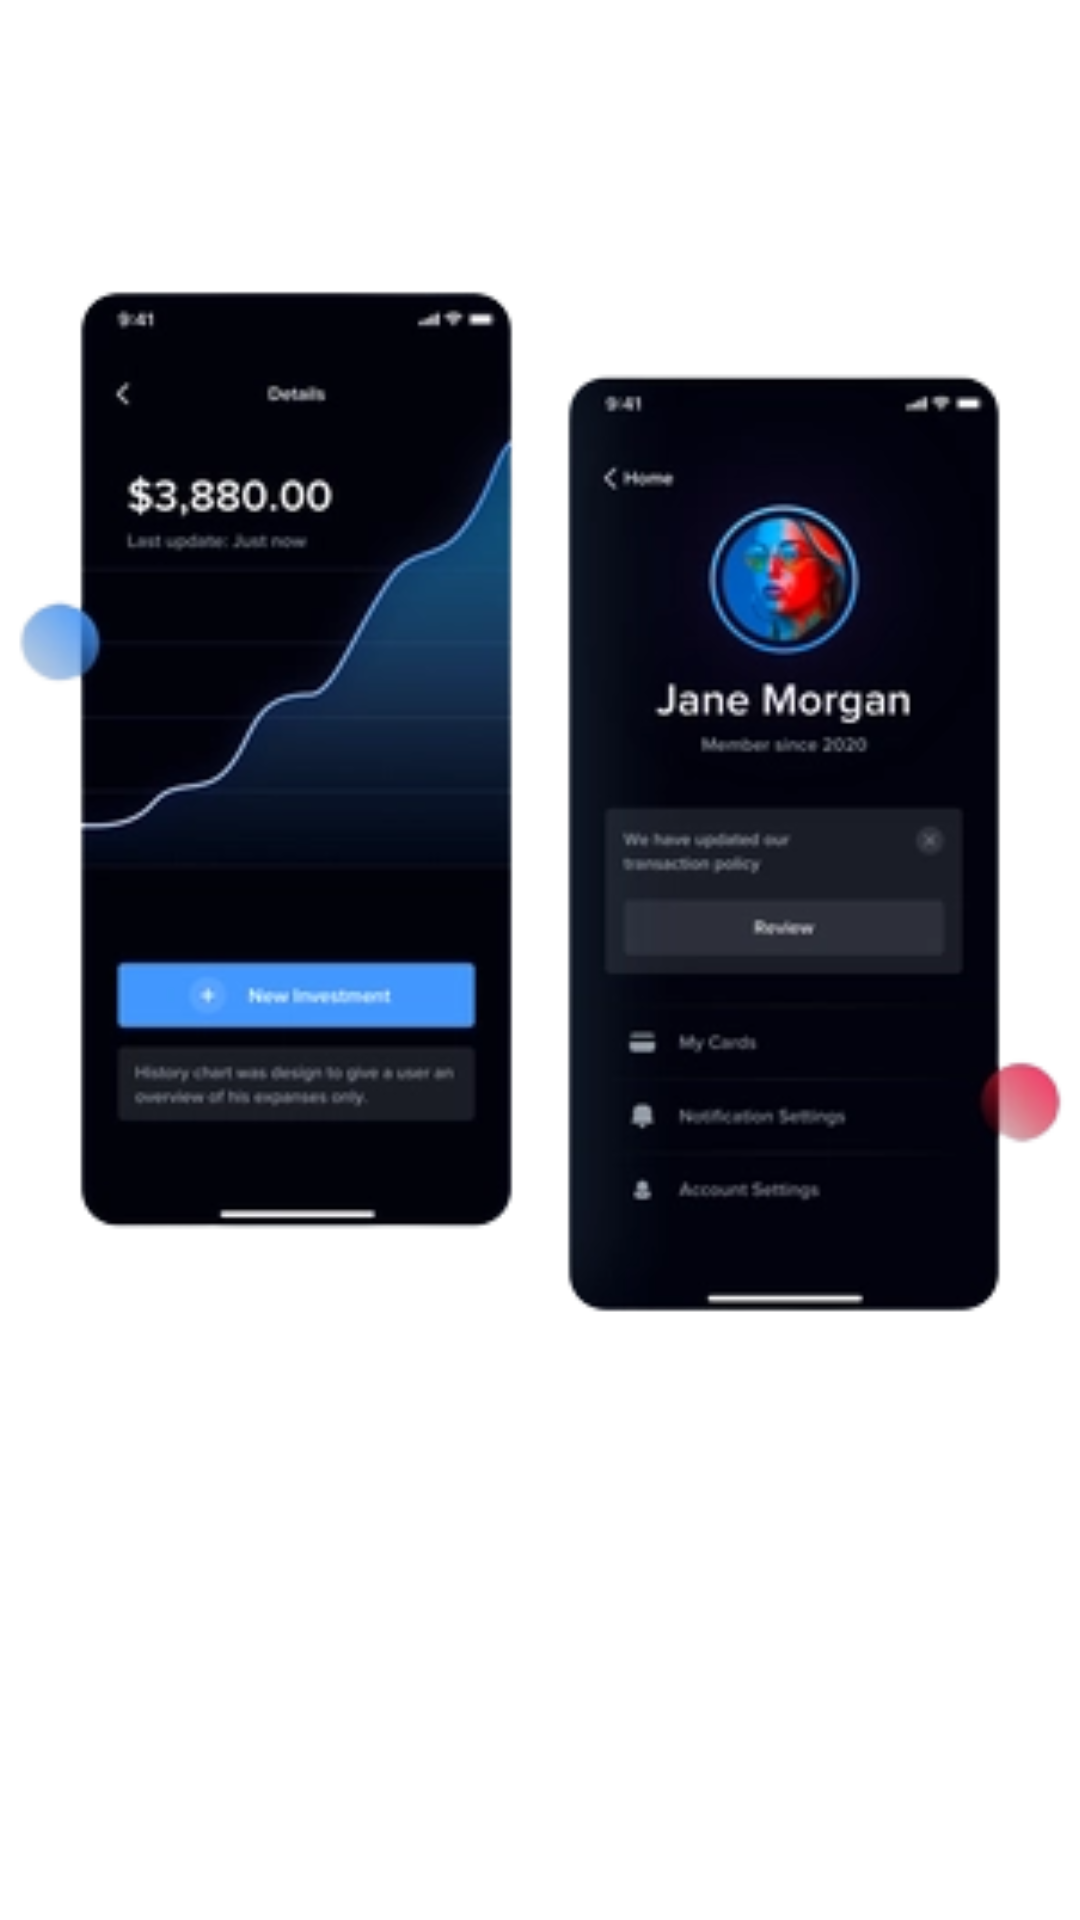 9:41
Details
$3,880.00
Last update: Just now
New Investment
History chart was design to give a user an
overview of his expanses only.
9:41
Home
Jane Morgan
Member since 2020
We have updated our
transaction policy
Review
My Cards
Notification Settings
Account Settings